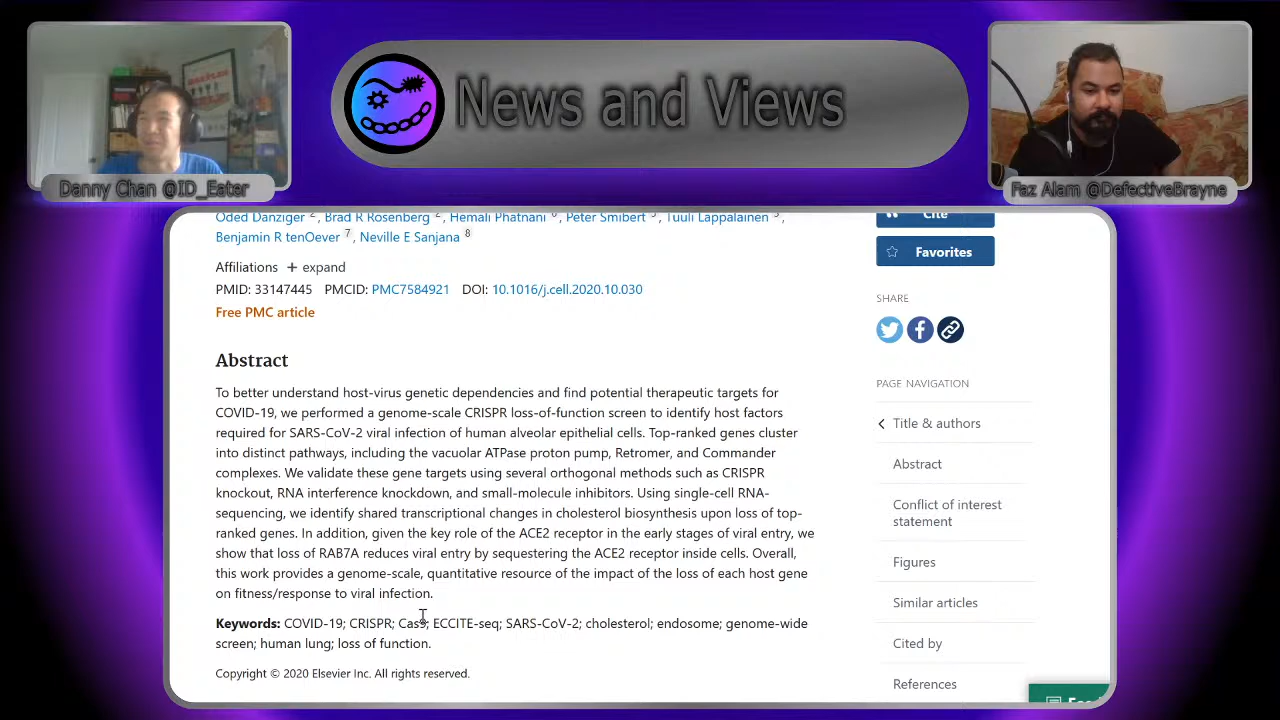 News and Views
Danny Chan @ID_Eater
Faz Alam @DefectiveBrayne
Oded Danziger 2, Brad R Rosenberg 2, Hemali Phatnani 6, Peter Smibert 5, Tuuli Lappalainen 3,
Benjamin R tenOever 7, Neville E Sanjana 8
Affiliations + expand
PMID: 33147445 PMCID: PMC7584921 DOI: 10.1016/j.cell.2020.10.030
Free PMC article
Abstract
To better understand host-virus genetic dependencies and find potential therapeutic targets for
COVID-19, we performed a genome-scale CRISPR loss-of-function screen to identify host factors
required for SARS-CoV-2 viral infection of human alveolar epithelial cells. Top-ranked genes cluster
into distinct pathways, including the vacuolar ATPase proton pump, Retromer, and Commander
complexes. We validate these gene targets using several orthogonal methods such as CRISPR
knockout, RNA interference knockdown, and small-molecule inhibitors. Using single-cell RNA-
sequencing, we identify shared transcriptional changes in cholesterol biosynthesis upon loss of top-
ranked genes. In addition, given the key role of the ACE2 receptor in the early stages of viral entry, we
show that loss of RAB7A reduces viral entry by sequestering the ACE2 receptor inside cells. Overall,
this work provides a genome-scale, quantitative resource of the impact of the loss of each host gene
on fitness/response to viral infection.
Keywords: COVID-19; CRISPR; Cas9; ECCITE-seq; SARS-CoV-2; cholesterol; endosome; genome-wide
screen; human lung; loss of function.
Copyright © 2020 Elsevier Inc. All rights reserved.
Cite
Favorites
SHARE
PAGE NAVIGATION
Title & authors
Abstract
Conflict of interest
statement
Figures
Similar articles
Cited by
References